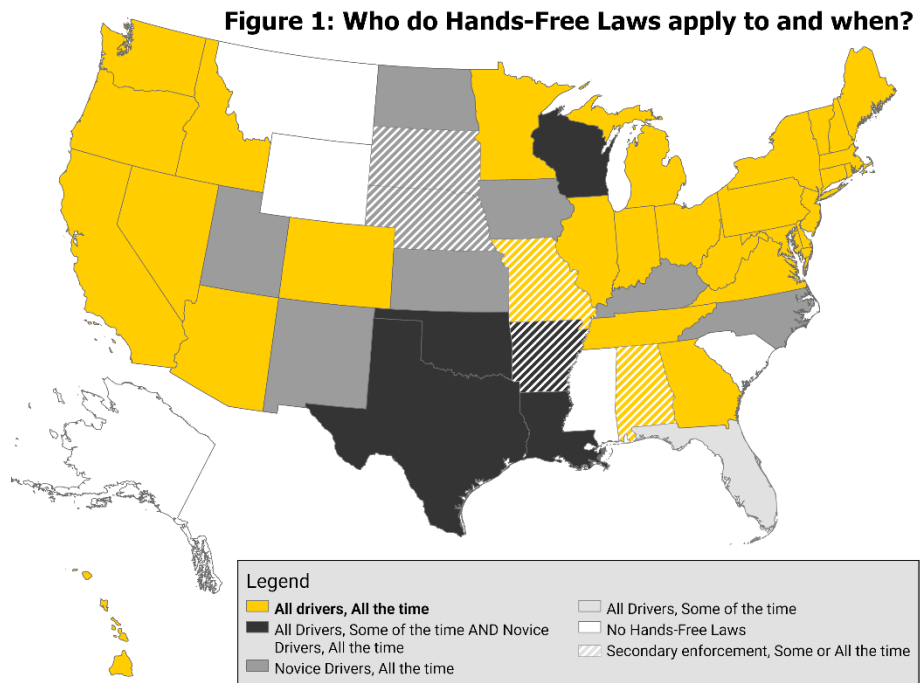 Figure 1: Who do Hands-Free Laws apply to and when?
Legend
All drivers, All the time
All Drivers, Some of the time AND Novice
Drivers, All the time
Novice Drivers, All the time
All Drivers, Some of the time
No Hands-Free Laws
Secondary enforcement, Some or All the time